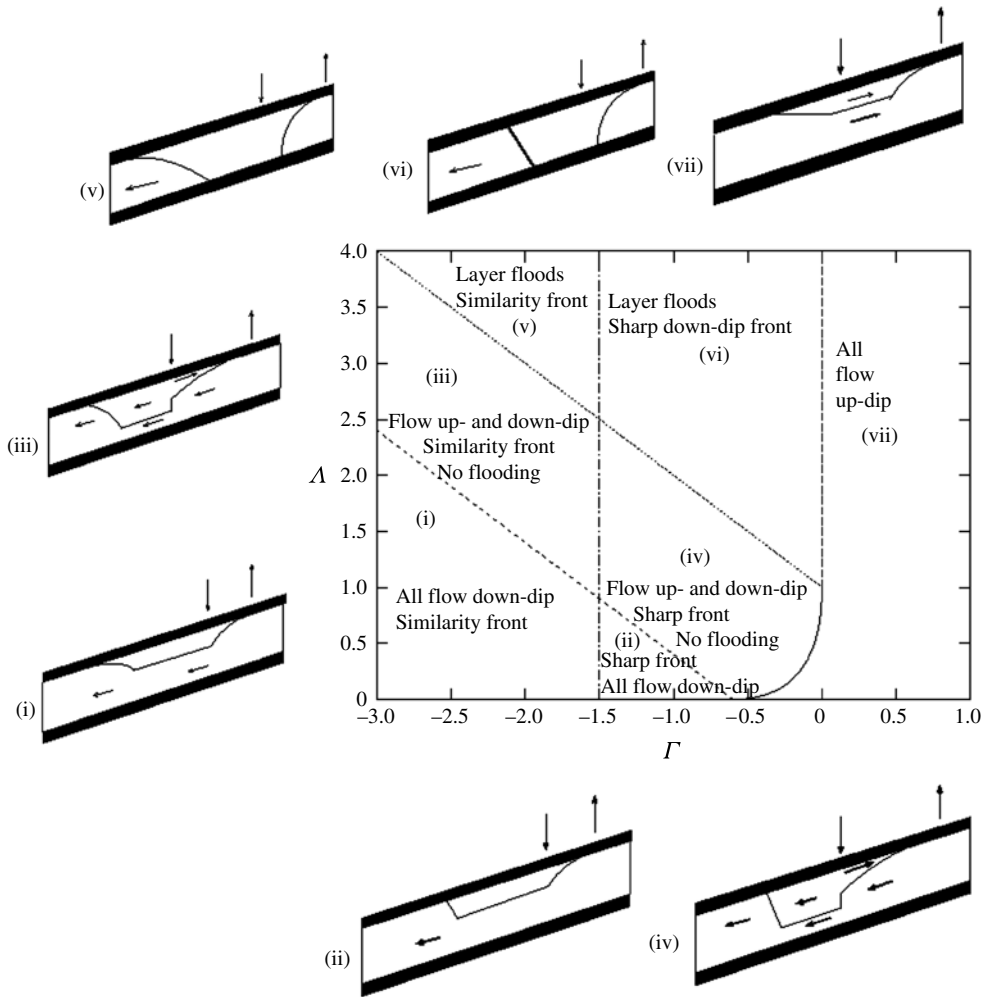 (v)
(vi)
(vii)
4.0
3.5
3.0
2.5
2.0
1.5
1.0
0.5
0
Λ
Layer floods
Similarity front
(v)
Layer floods
Sharp down-dip front
(vi)
All
flow
up-dip
(vii)
(iii)
Flow up- and down-dip
Similarity front
No flooding
(i)
All flow down-dip
Similarity front
(iv)
Flow up- and down-dip
Sharp front
No flooding
(ii)
Sharp front
All flow down-dip
–3.0 –2.5 –2.0 –1.5 –1.0 –0.5 0 0.5 1.0
Γ
(iii)
(i)
(ii)
(iv)